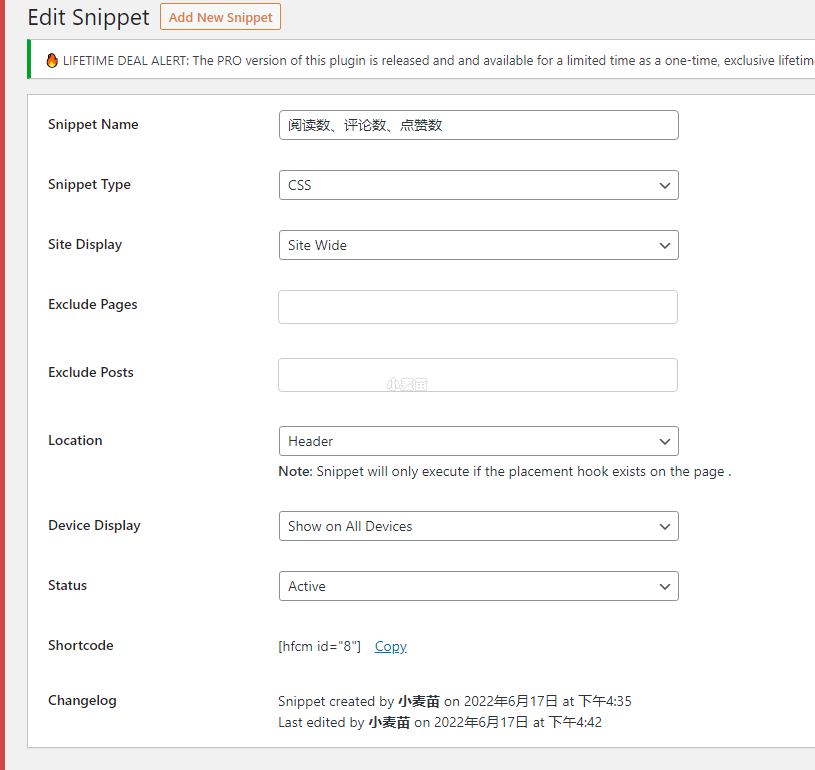 Edit Snippet Add New Snippet
LIFETIME DEAL ALERT: The PRO version of this plugin is released and and available for a limited time as a one-time, exclusive lifetim
Snippet Name 阅读数、评论数、点赞数
Snippet Type CSS
Site Display Site Wide
Exclude Pages
Exclude Posts
小麦苗
Location Header
Note: Snippet will only execute if the placement hook exists on the page .
Device Display Show on All Devices
Status Active
Shortcode [hfcm id="8"] Copy
Changelog Snippet created by 小麦苗 on 2022年6月17日 at 下午4:35
Last edited by 小麦苗 on 2022年6月17日 at 下午4:42